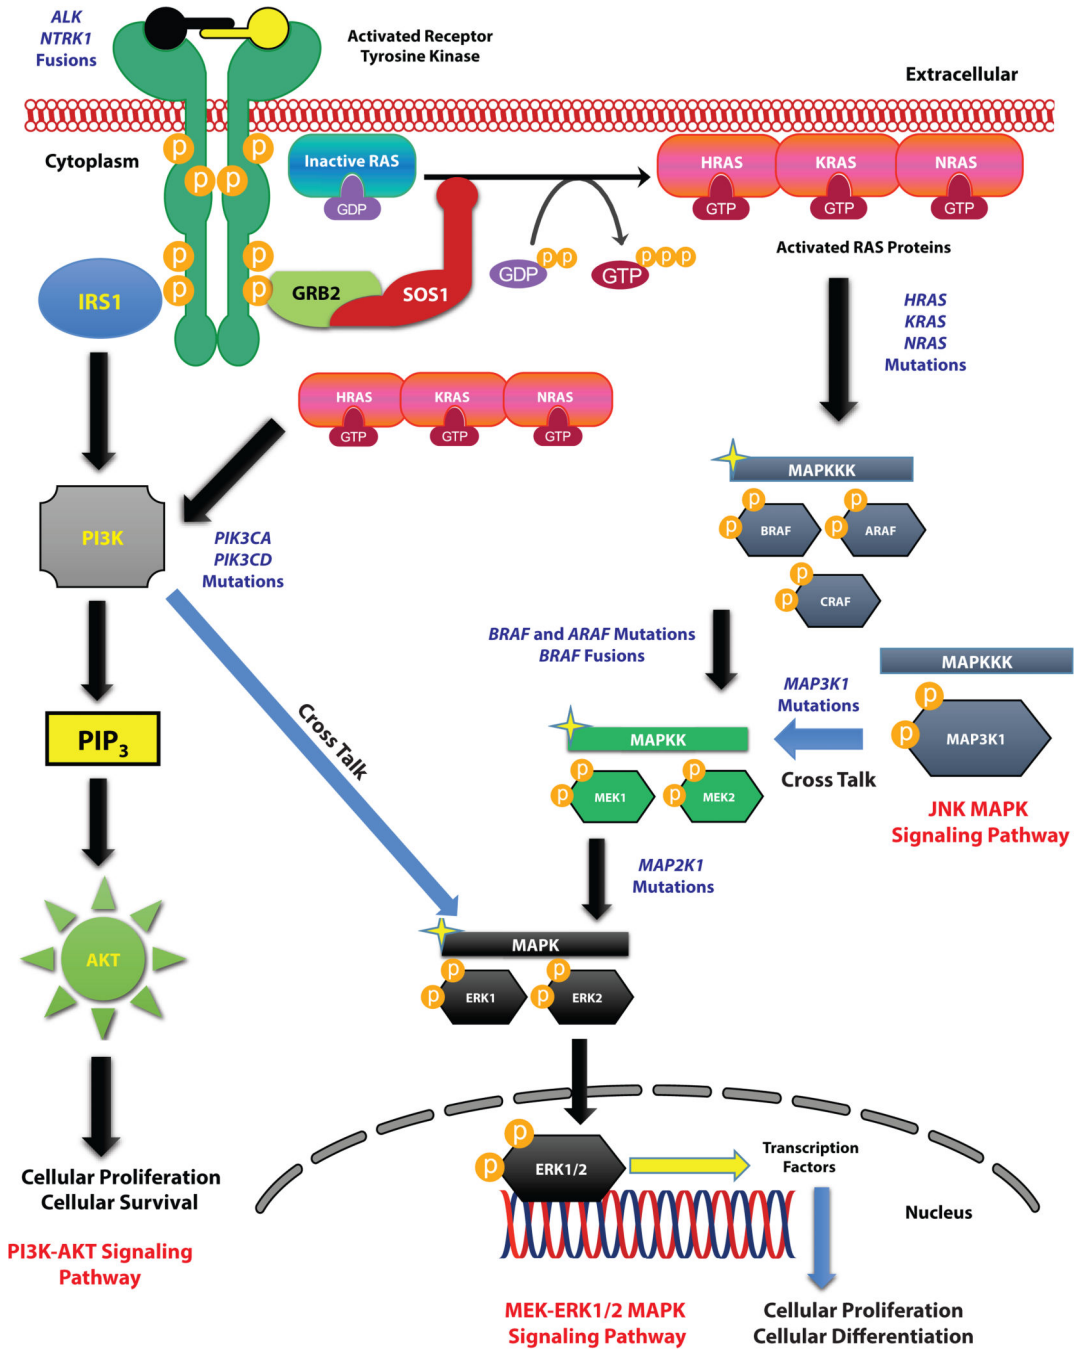 ALK
NTRK1
Fusions
Activated Receptor
Tyrosine Kinase
Extracellular
Cytoplasm
p
p
p
p
Inactive RAS
GDP
HRAS
KRAS
NRAS
GTP
GTP
GTP
Activated RAS Proteins
GDP
p
p
GTP
p
p
p
IRS1
p
p
p
p
GRB2
SOS1
HRAS
KRAS
NRAS
Mutations
HRAS
KRAS
NRAS
GTP
GTP
GTP
PI3K
PIK3CA
PIK3CD
Mutations
MAPKKK
p
p
BRAF
p
p
ARAF
p
p
CRAF
BRAF and ARAF Mutations
BRAF Fusions
MAPKKK
p
p
MAP3K1
MAP3K1
Mutations
Cross Talk
JNK MAPK
Signaling Pathway
PIP3
Cross Talk
MAPKK
p
p
MEK1
p
p
MEK2
MAP2K1
Mutations
AKT
MAPK
p
p
ERK1
p
p
ERK2
Cellular Proliferation
Cellular Survival
PI3K-AKT Signaling
Pathway
p
p
ERK1/2
Transcription
Factors
Nucleus
MEK-ERK1/2 MAPK
Signaling Pathway
Cellular Proliferation
Cellular Differentiation